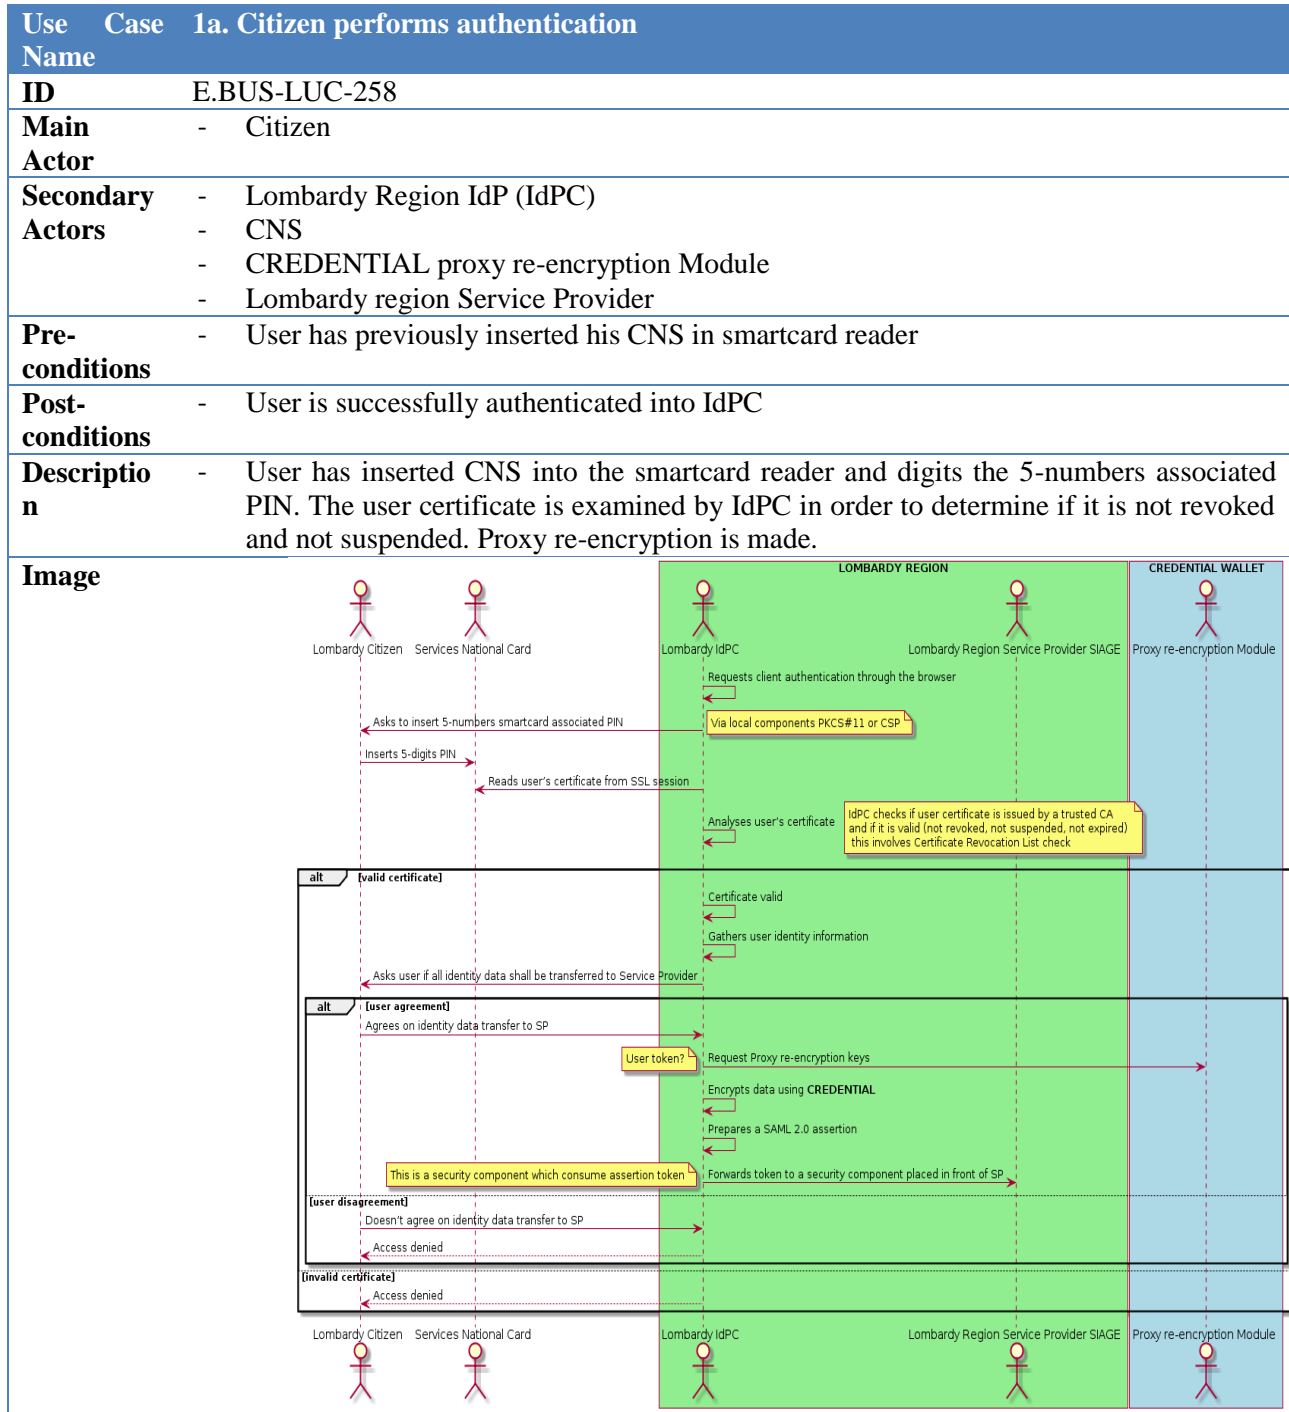 Use Case 1a. Citizen performs authentication
Name
ID E.BUS-LUC-258
Main - Citizen
Actor
Secondary - Lombardy Region IdP (IdPC)
Actors - CNS
- CREDENTIAL proxy re-encryption Module
- Lombardy region Service Provider
Pre- - User has previously inserted his CNS in smartcard reader
conditions
Post- - User is successfully authenticated into IdPC
conditions
Descriptio - User has inserted CNS into the smartcard reader and digits the 5-numbers associated
n PIN. The user certificate is examined by IdPC in order to determine if it is not revoked
and not suspended. Proxy re-encryption is made.
Image
LOMBARDY REGION CREDENTIAL WALLET
Lombardy Citizen Services National Card Lombardy IdPC Lombardy Region Service Provider SIAGE Proxy re-encryption Module
Requests client authentication through the browser
Asks to insert 5-numbers smartcard associated PIN Via local components PKCS#11 or CSP
Inserts 5-digits PIN
Reads user's certificate from SSL session
Analyses user's certificate
IdPC checks if user certificate is issued by a trusted CA
and if it is valid (not revoked, not suspended, not expired)
this involves Certificate Revocation List check
alt [valid certificate]
Certificate valid
Gathers user identity information
Asks user if all identity data shall be transferred to Service Provider
alt [user agreement]
Agrees on identity data transfer to SP
User token? Request Proxy re-encryption keys
Encrypts data using CREDENTIAL
Prepares a SAML 2.0 assertion
This is a security component which consume assertion token Forwards token to a security component placed in front of SP
[user disagreement]
Doesn't agree on identity data transfer to SP
Access denied
[invalid certificate]
Access denied
Lombardy Citizen Services National Card Lombardy IdPC Lombardy Region Service Provider SIAGE Proxy re-encryption Module